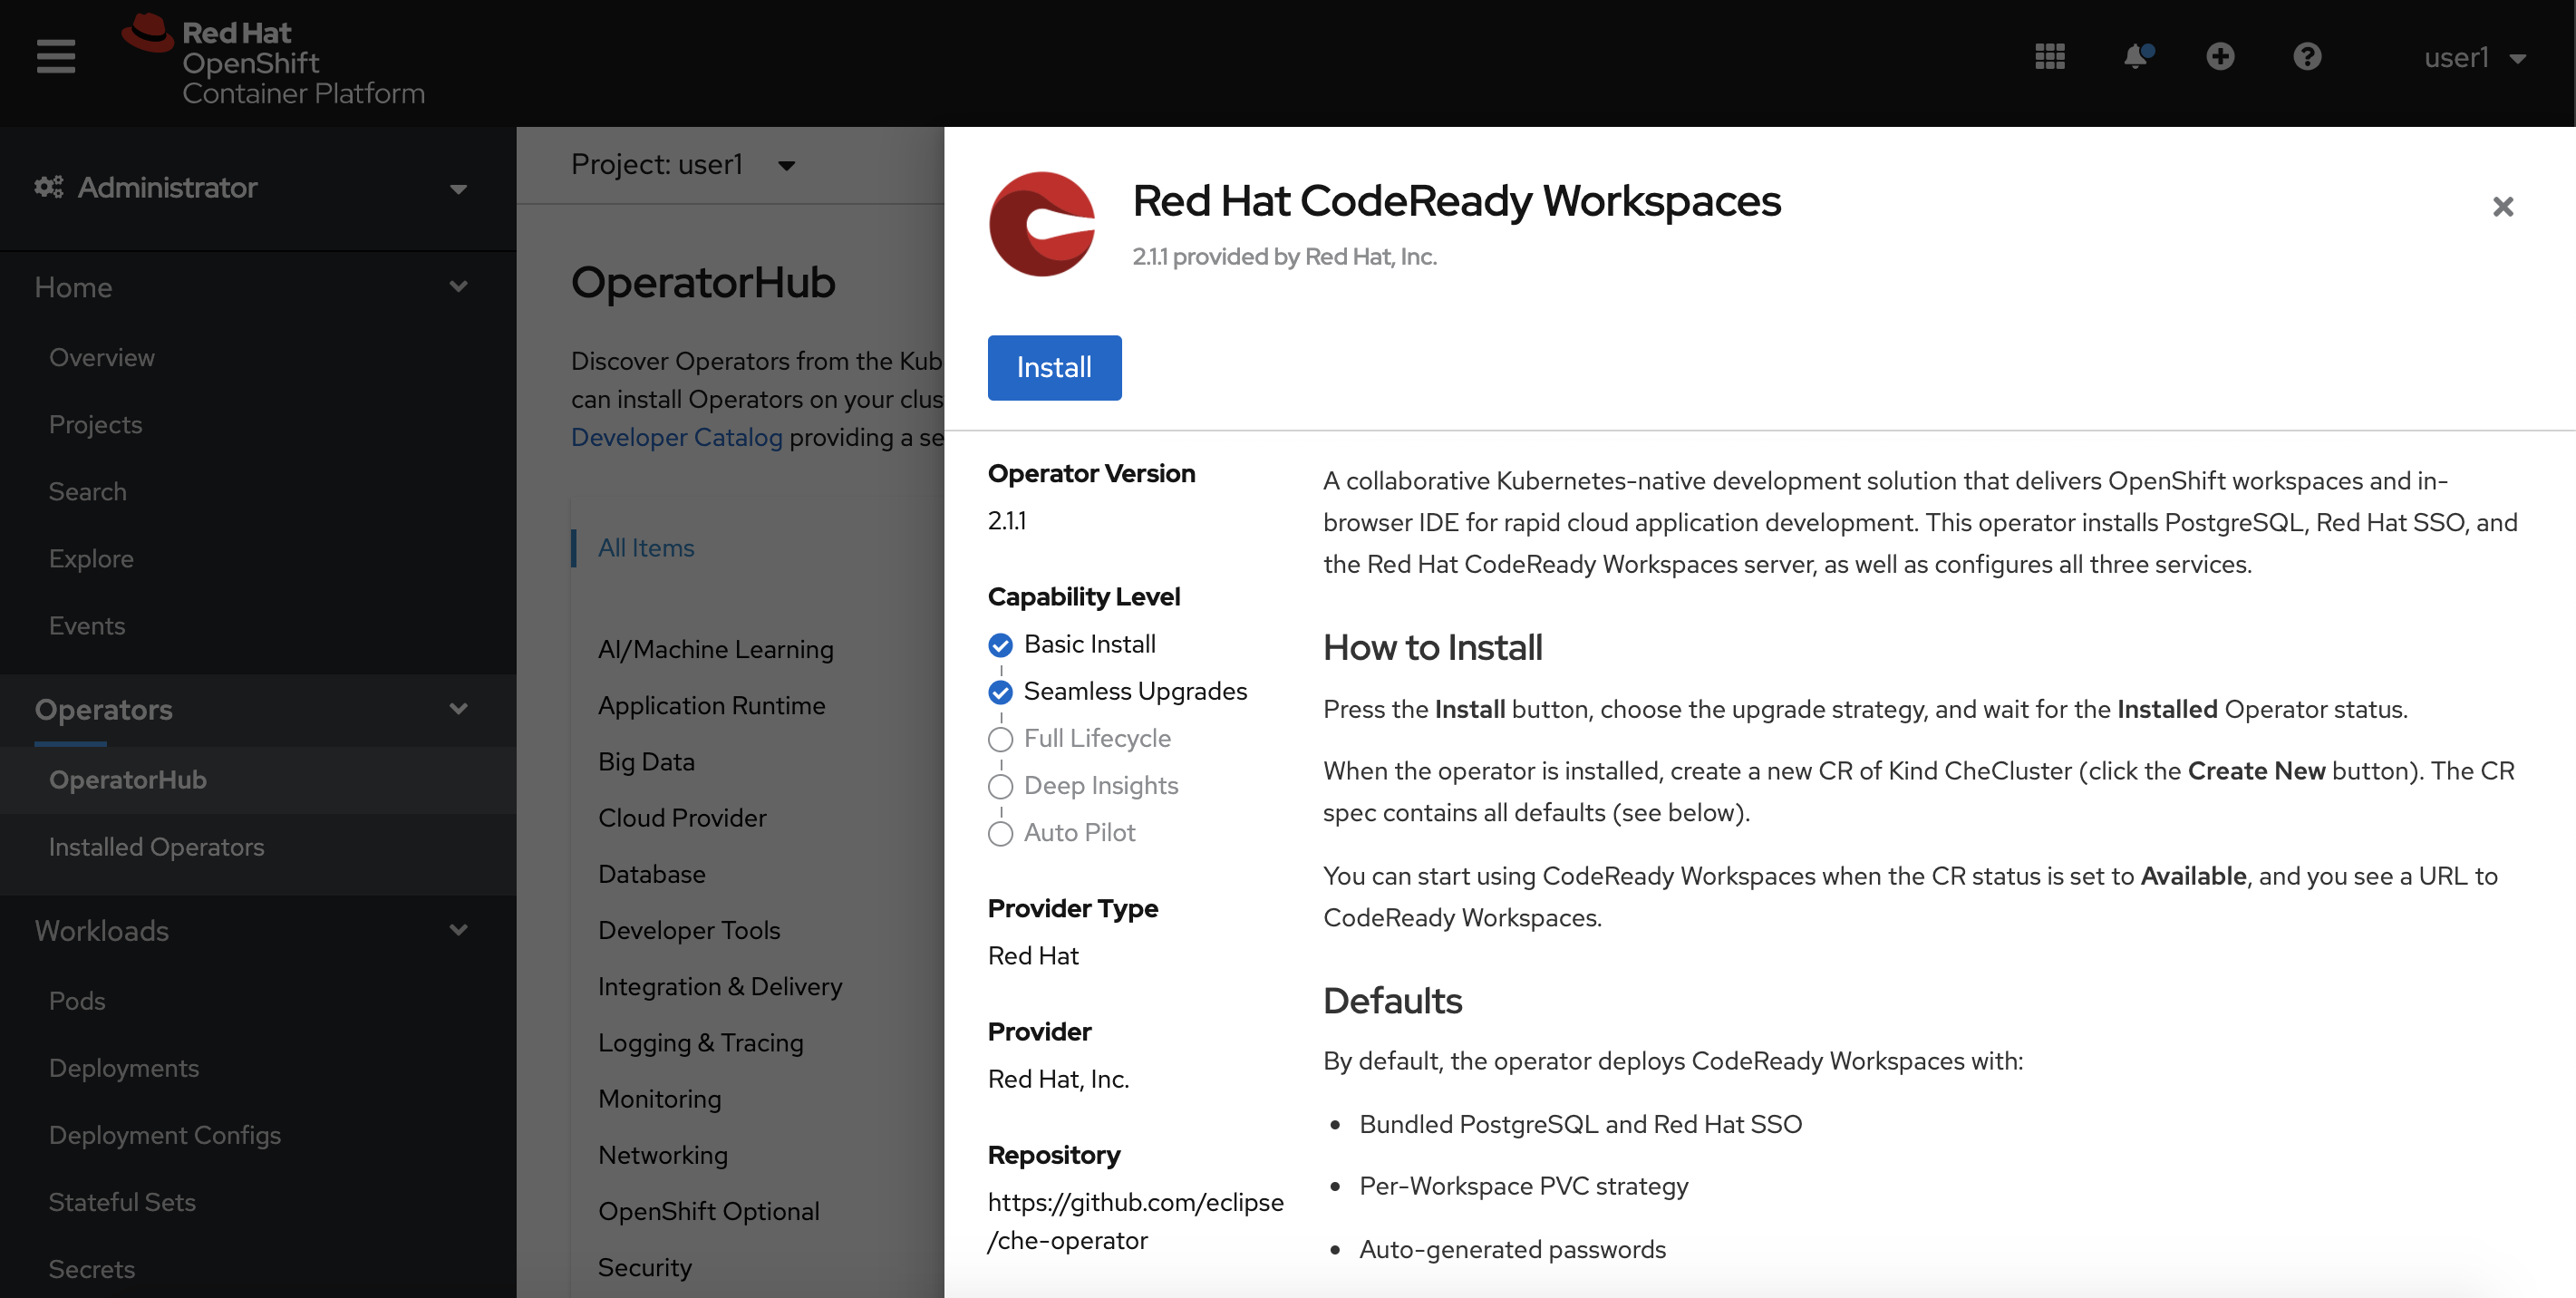 Red Hat
OpenShift
Container Platform
user1
Administrator
Home
Overview
Projects
Search
Explore
Events
Operators
OperatorHub
Installed Operators
Workloads
Pods
Deployments
Deployment Configs
Stateful Sets
Secrets
Project: user1
OperatorHub
Discover Operators from the Kub
can install Operators on your clus
Developer Catalog providing a se
All Items
AI/Machine Learning
Application Runtime
Big Data
Cloud Provider
Database
Developer Tools
Integration & Delivery
Logging & Tracing
Monitoring
Networking
OpenShift Optional
Security
Red Hat CodeReady Workspaces
2.1.1 provided by Red Hat, Inc.
Install
Operator Version
2.1.1
Capability Level
Basic Install
Seamless Upgrades
Full Lifecycle
Deep Insights
Auto Pilot
Provider Type
Red Hat
Provider
Red Hat, Inc.
Repository
https://github.com/eclipse
/che-operator
A collaborative Kubernetes-native development solution that delivers OpenShift workspaces and in-
browser IDE for rapid cloud application development. This operator installs PostgreSQL, Red Hat SSO, and
the Red Hat CodeReady Workspaces server, as well as configures all three services.
How to Install
Press the Install button, choose the upgrade strategy, and wait for the Installed Operator status.
When the operator is installed, create a new CR of Kind CheCluster (click the Create New button). The CR
spec contains all defaults (see below).
You can start using CodeReady Workspaces when the CR status is set to Available, and you see a URL to
CodeReady Workspaces.
Defaults
By default, the operator deploys CodeReady Workspaces with:
• Bundled PostgreSQL and Red Hat SSO
• Per-Workspace PVC strategy
• Auto-generated passwords